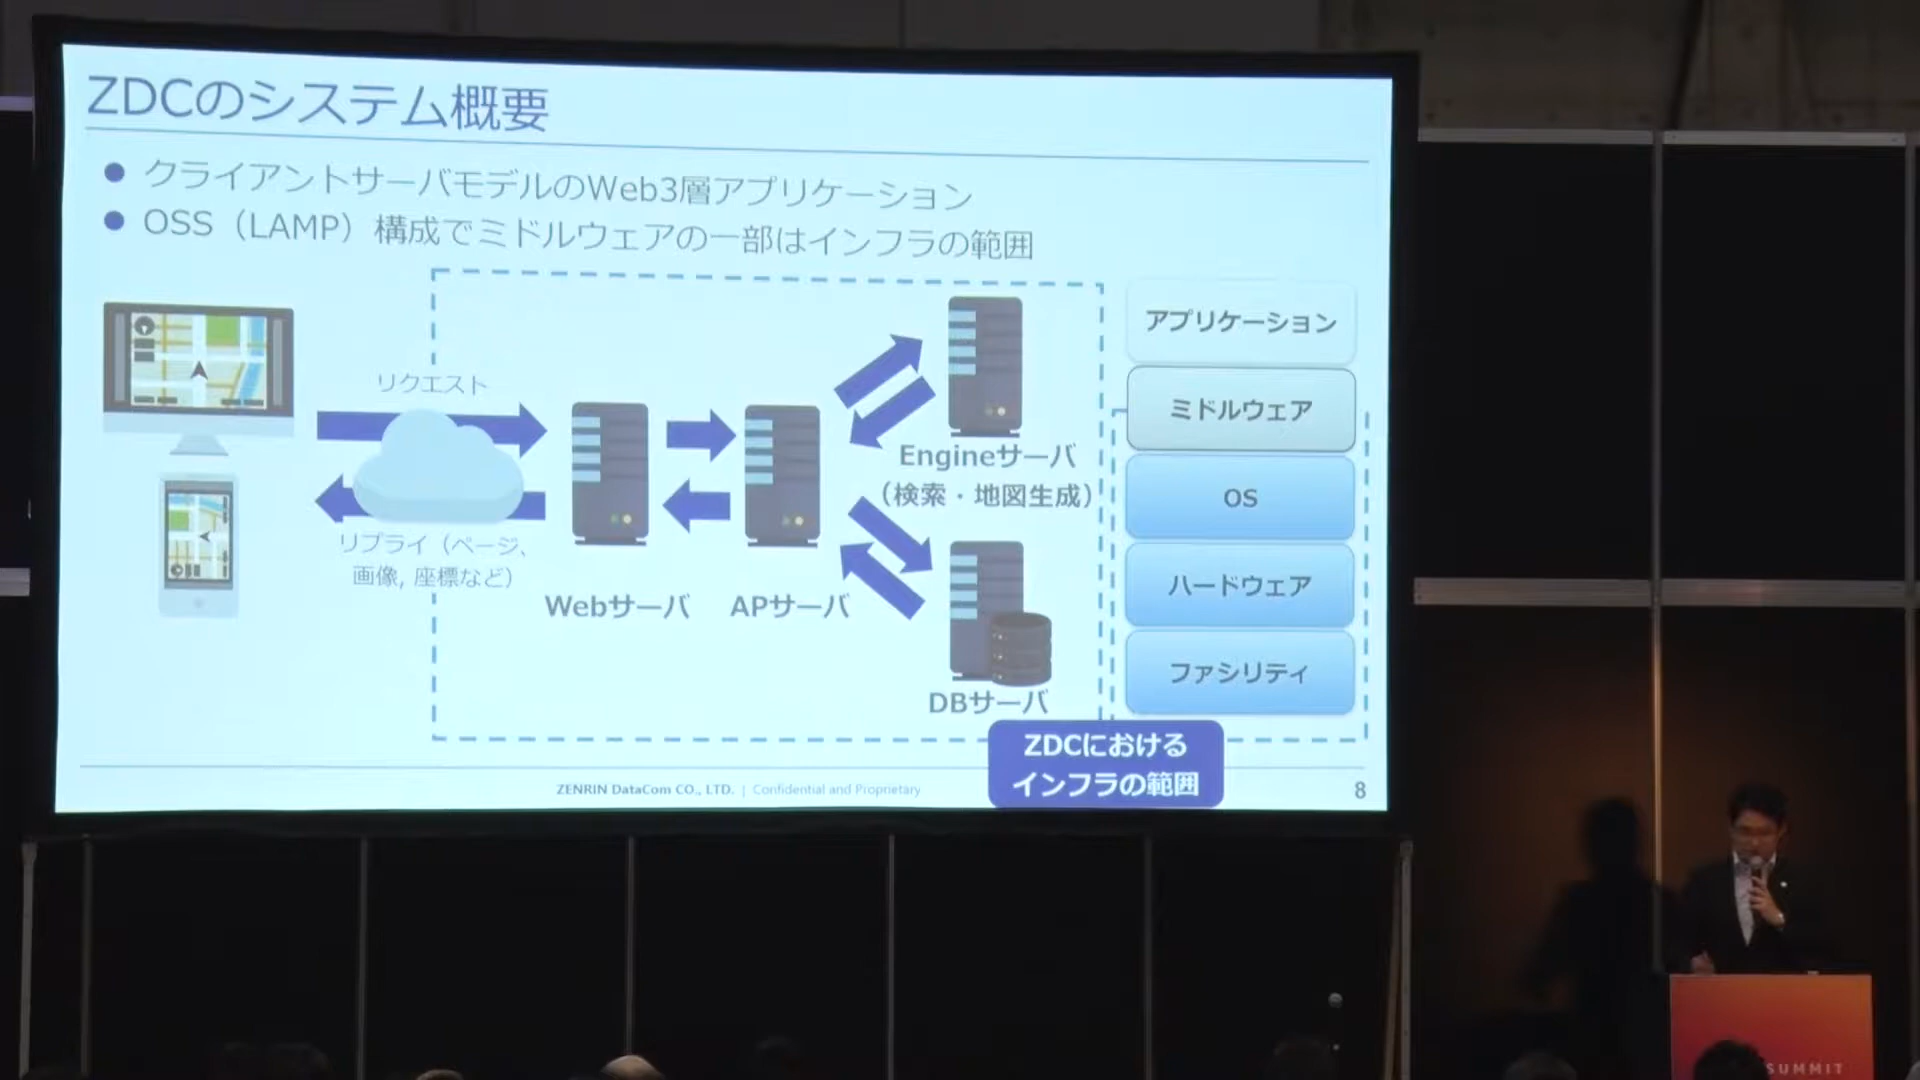 ZDCのシステム概要
● クライアントサーバモデルのWeb3層アプリケーション
● OSS（LAMP）構成でミドルウェアの一部はインフラの範囲
リクエスト
リプライ（ページ、
画像, 座標など）
Webサーバ
APサーバ
Engineサーバ
（検索・地図生成）
DBサーバ
アプリケーション
ミドルウェア
OS
ハードウェア
ファシリティ
ZDCにおける
インフラの範囲
ZENRIN DataCom CO., LTD. | Confidential and Proprietary
8
SUMMIT